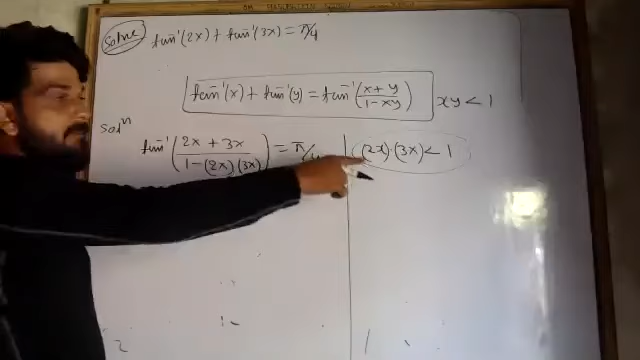 Solve tan⁻¹(2x) + tan⁻¹(3x) = π/4
tan⁻¹(x) + tan⁻¹(y) = tan⁻¹(x + y / 1 - xy) xy < 1
Solⁿ tan⁻¹(2x + 3x / 1 - (2x)(3x)) = π/4 (2x)·(3x) < 1